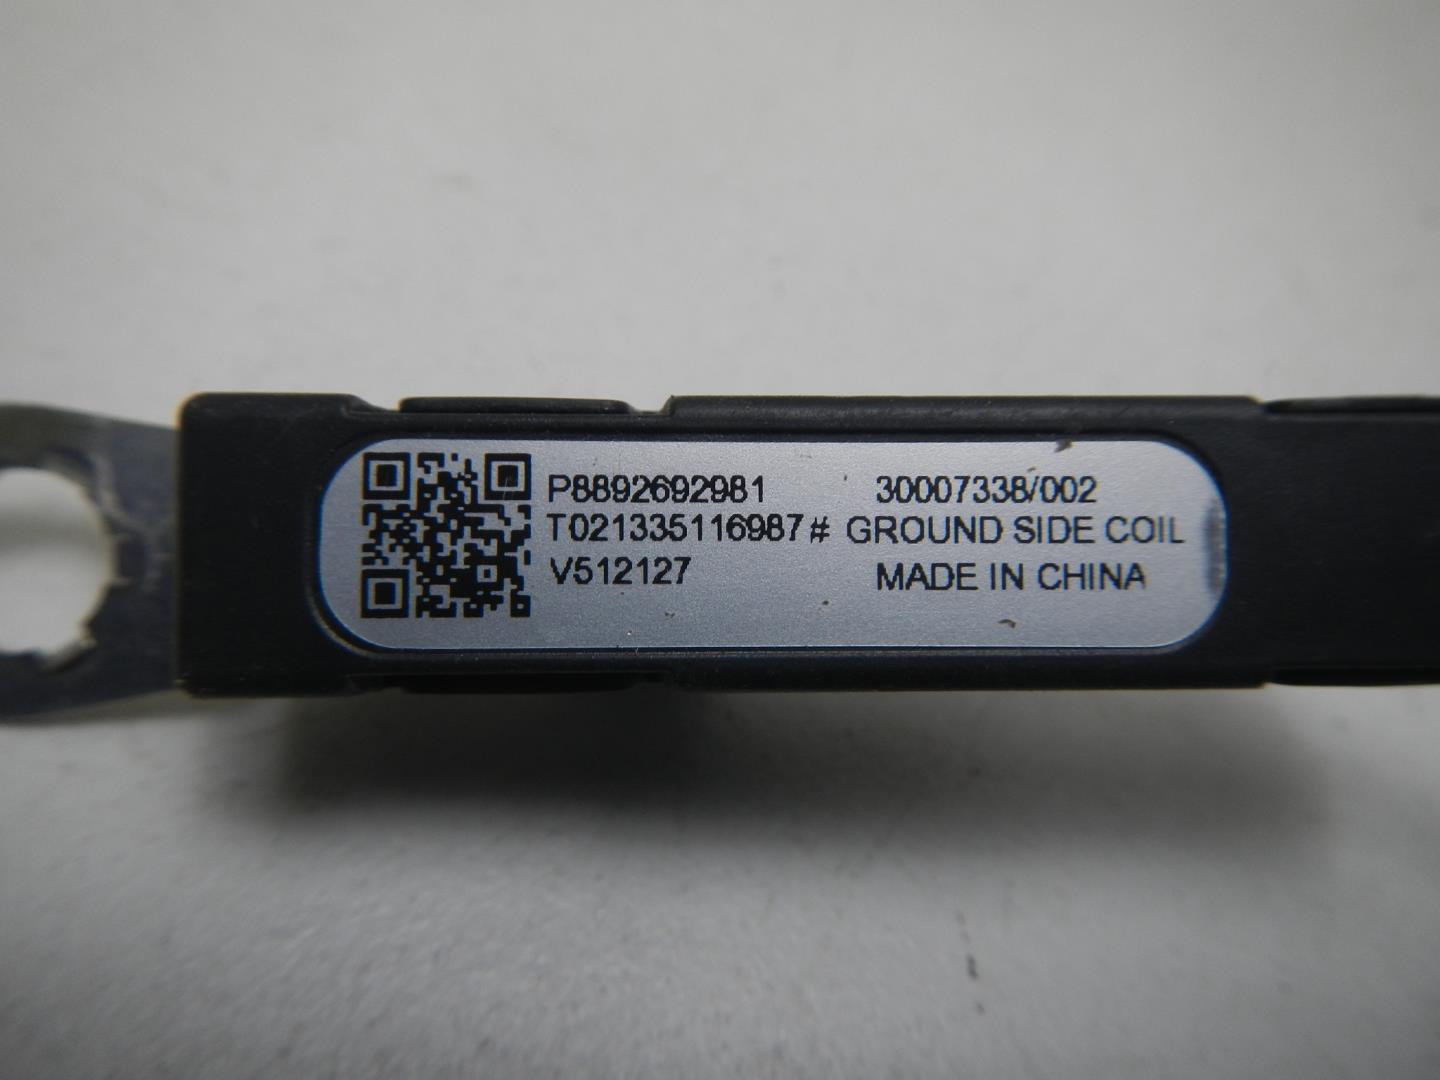 P8892692981 30007338/002
T021335116987# GROUND SIDE COIL
V512127 MADE IN CHINA